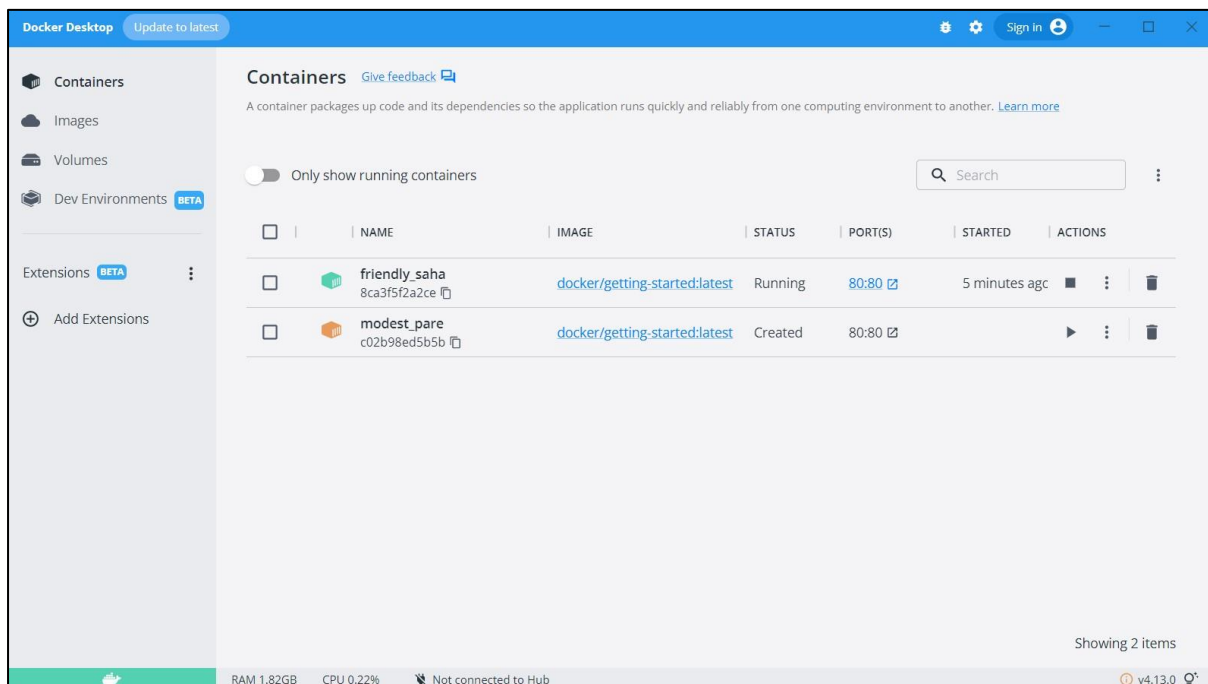 Docker Desktop Update to latest Sign in
Containers
Images
Volumes
Dev Environments BETA
Extensions BETA
Add Extensions
Containers Give feedback
A container packages up code and its dependencies so the application runs quickly and reliably from one computing environment to another. Learn more
Only show running containers Search
NAME IMAGE STATUS PORT(S) STARTED ACTIONS
friendly_saha docker/getting-started:latest Running 80:80 5 minutes agc
8ca3f5f2a2ce
modest_pare docker/getting-started:latest Created 80:80
c02b98ed5b5b
Showing 2 items
RAM 1.82GB CPU 0.22% Not connected to Hub v4.13.0